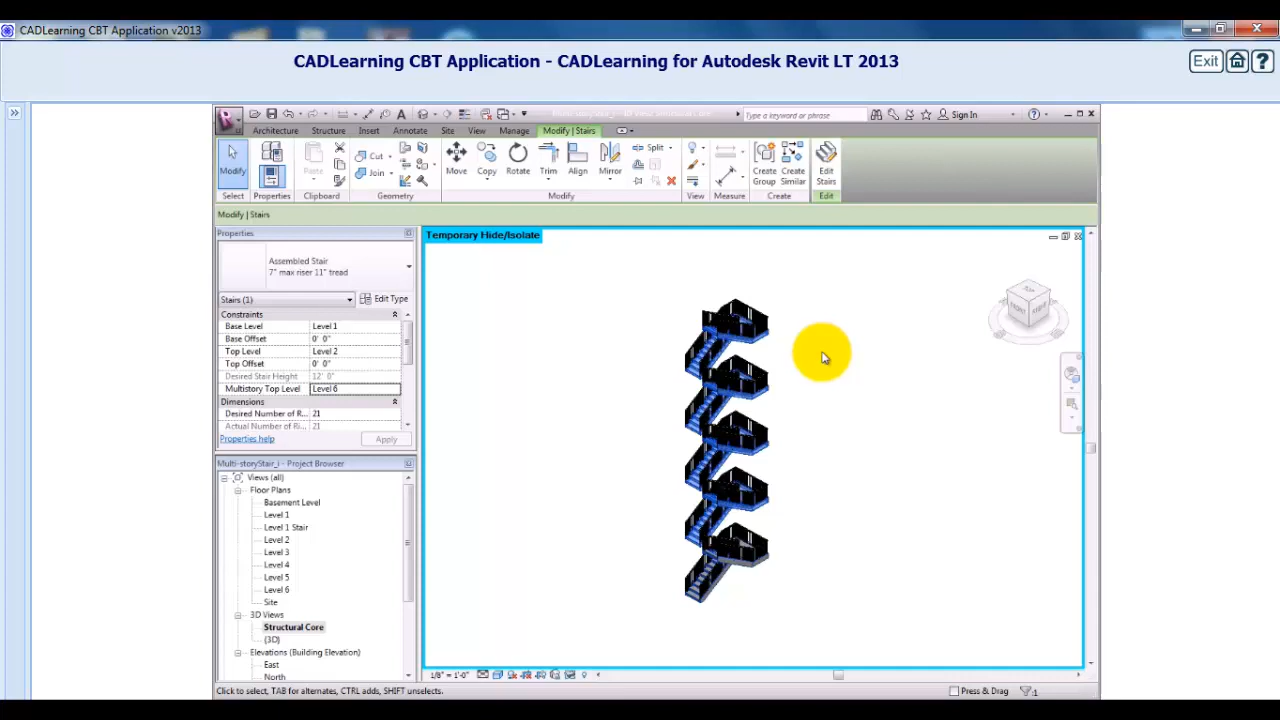 CADLearning CBT Application v2013
CADLearning CBT Application - CADLearning for Autodesk Revit LT 2013
Exit
Type a keyword or phrase
Sign In
Architecture Structure Insert Annotate Site View Manage Modify | Stairs
Modify
Paste
Cut
Join
Move
Copy
Rotate
Trim
Align
Mirror
Split
Create Group
Create Similar
Edit Stairs
Select Properties Clipboard Geometry Modify View Measure Create Edit
Modify | Stairs
Properties
Assembled Stair
7" max riser 11" tread
Stairs (1)
Edit Type
Constraints
Base Level Level 1
Base Offset 0' 0"
Top Level Level 2
Top Offset 0' 0"
Desired Stair Height 12' 0"
Multistory Top Level Level 6
Dimensions
Desired Number of R... 21
Actual Number of Ri... 21
Properties help
Apply
Multi-storyStair_i - Project Browser
Views (all)
Floor Plans
Basement Level
Level 1
Level 1 Stair
Level 2
Level 3
Level 4
Level 5
Level 6
Site
3D Views
Structural Core
{3D}
Elevations (Building Elevation)
East
North
Temporary Hide/Isolate
TOP
FRONT
RIGHT
1/8" = 1'-0"
Click to select, TAB for alternates, CTRL adds, SHIFT unselects.
Press & Drag
:1